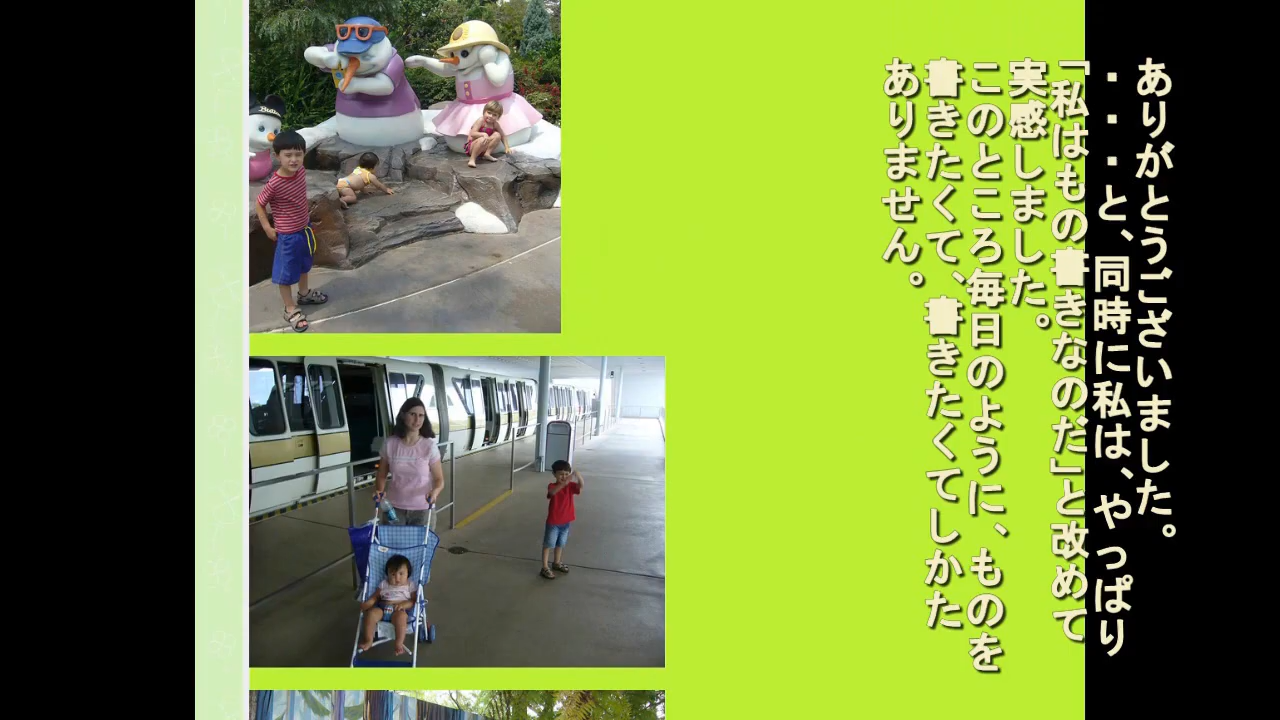 ありがとうございました。
・・・と、同時に私は、やっぱり
「私はもの書きなのだ」と改めて
実感しました。
このところ毎日のように、ものを
書きたくて、書きたくてしかた
ありません。